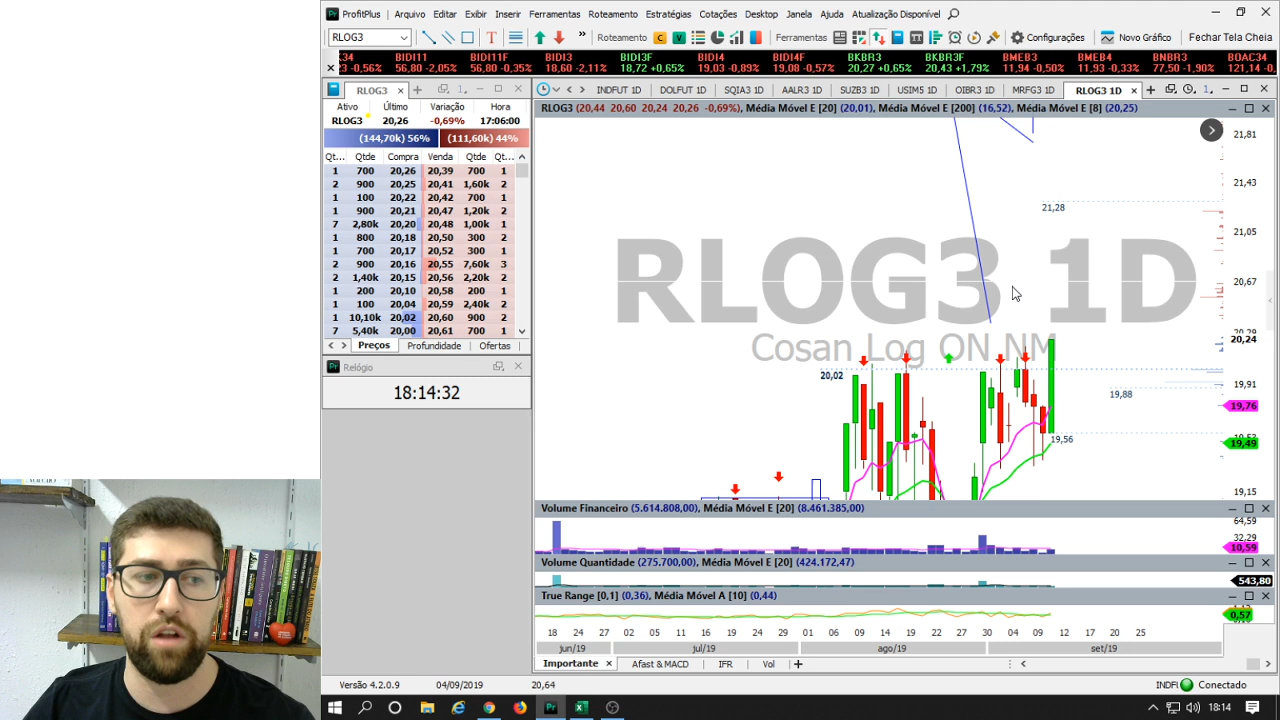 ProfitPlus Arquivo Editar Exibir Inserir Ferramentas Roteamento Estratégias Cotações Desktop Janela Ajuda Atualização Disponível
RLOG3 Roteamento Ferramentas Configurações Novo Gráfico Fechar Tela Cheia
K34 BIDI11 BIDI11F BIDI3 BIDI3F BIDI4 BIDI4F BKBR3 BKBR3F BMEB3 BMEB4 BNBR3 BOAC34
-0,56% 56,80 -2,05% 56,80 -0,35% 18,60 -2,11% 18,72 +0,65% 19,03 -0,89% 19,08 -0,57% 20,27 +0,65% 20,43 +1,79% 11,94 -0,50% 11,93 -0,33% 77,50 -1,90% 121,14 -0
RLOG3
INDFUT 1D DOLFUT 1D SQIA3 1D AALR3 1D SUZB3 1D USIM5 1D OIBR3 1D MRFG3 1D RLOG3 1D
Ativo Último Variação Hora
RLOG3 20,26 -0,69% 17:06:00
(144,70k) 56% (111,60k) 44%
Qt... Qtde Compra Venda Qtde Qt...
1 700 20,26 20,39 700 1
2 900 20,25 20,41 1,60k 2
1 100 20,22 20,42 700 1
1 900 20,21 20,47 1,20k 2
7 2,80k 20,20 20,48 1,00k 1
1 800 20,18 20,50 300 2
1 700 20,17 20,52 300 1
2 900 20,16 20,55 7,60k 3
2 1,40k 20,15 20,56 2,20k 2
1 200 20,10 20,58 200 1
1 100 20,04 20,59 2,40k 2
1 10,10k 20,02 20,60 900 2
7 5,40k 20,00 20,61 700 1
Preços Profundidade Ofertas
Relógio
18:14:32
RLOG3 (20,44 20,60 20,24 20,26 -0,69%), Média Móvel E [20] (20,01), Média Móvel E [200] (16,52), Média Móvel E [8] (20,25)
RLOG3 1D
Cosan Log ON NM
21,28
20,02
19,88
19,56
21,81
21,43
21,05
20,67
20,29
20,24
19,91
19,76
19,49
19,15
Volume Financeiro (5.614.808,00), Média Móvel E [20] (8.461.385,00)
64,59
32,29
10,59
Volume Quantidade (275.700,00), Média Móvel E [20] (424.172,47)
543,80
True Range [0,1] (0,36), Média Móvel A [10] (0,44)
0,57
18 24 27 02 05 11 16 19 24 29 01 06 09 14 19 22 27 30 04 09 12 17 20 25
jun/19 jul/19 ago/19 set/19
Importante Afast & MACD IFR Vol
Versão 4.2.0.9 04/09/2019 20,64 INDFI Conectado
18:14